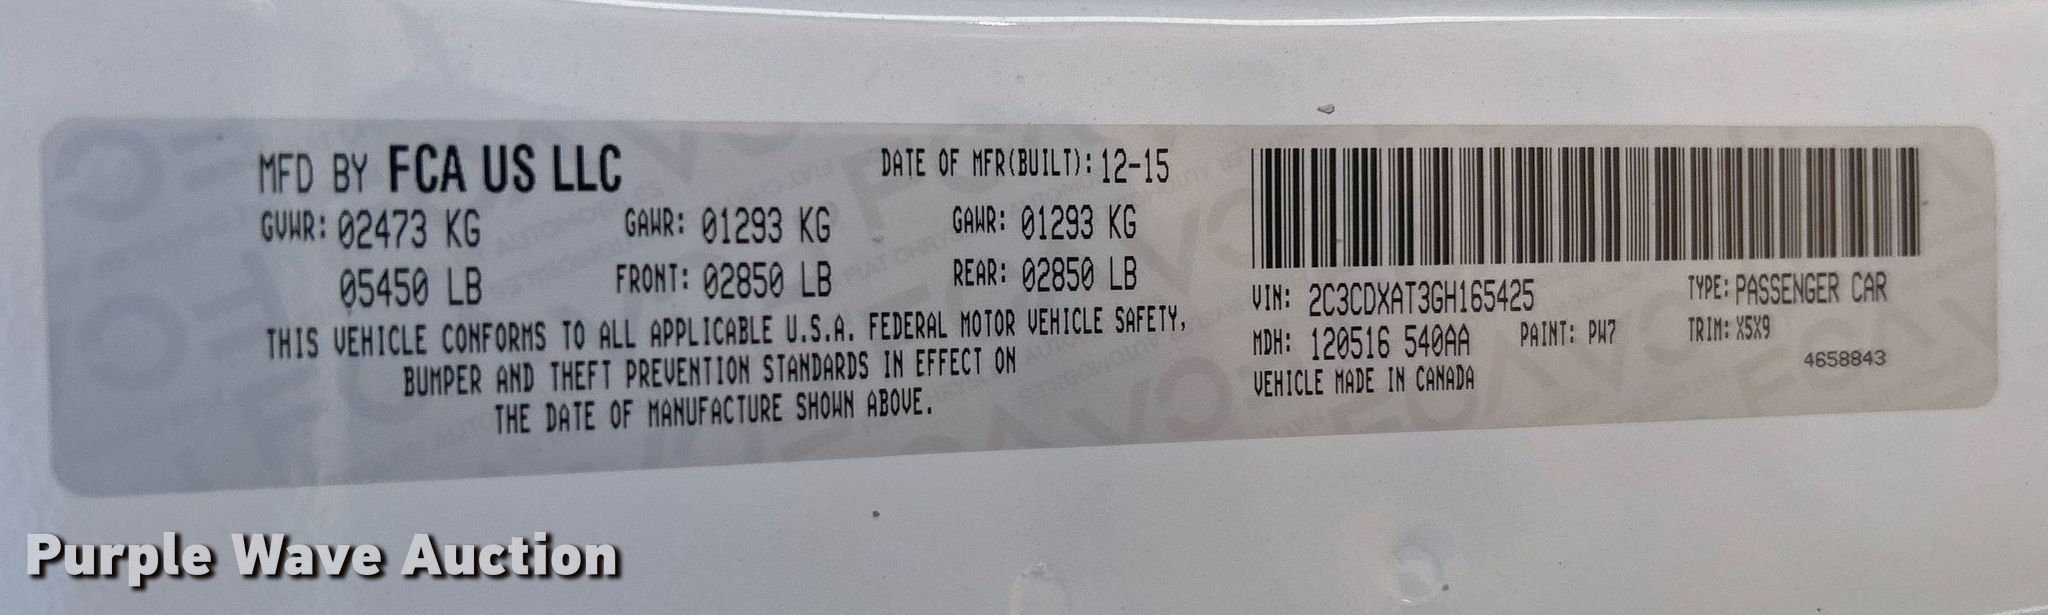 MFD BY FCA US LLC
DATE OF MFR(BUILT): 12-15
GVWR: 02473 KG
GAWR: 01293 KG
GAWR: 01293 KG
05450 LB
FRONT: 02850 LB
REAR: 02850 LB
THIS VEHICLE CONFORMS TO ALL APPLICABLE U.S.A. FEDERAL MOTOR VEHICLE SAFETY,
BUMPER AND THEFT PREVENTION STANDARDS IN EFFECT ON
THE DATE OF MANUFACTURE SHOWN ABOVE.
VIN: 2C3CDXAT3GH165425
TYPE: PASSENGER CAR
MDH: 120516 540AA
PAINT: PW7
TRIM: X5X9
VEHICLE MADE IN CANADA
4658843
Purple Wave Auction